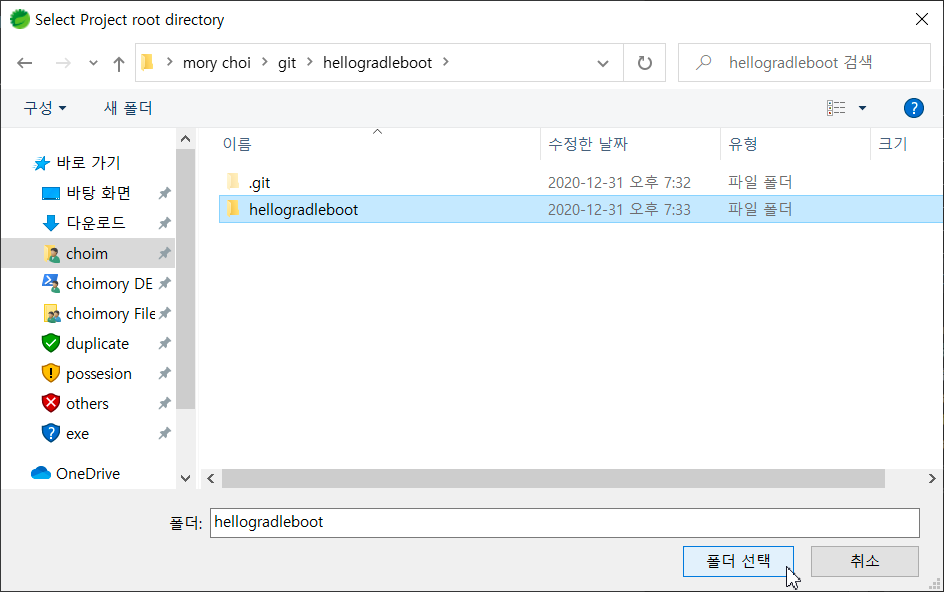 Select Project root directory
mory choi > git > hellogradleboot >
hellogradleboot 검색
구성
새 폴더
이름
수정한 날짜
유형
크기
.git
2020-12-31 오후 7:32
파일 폴더
hellogradleboot
2020-12-31 오후 7:33
파일 폴더
바로 가기
바탕 화면
다운로드
choim
choimory DE
choimory File
duplicate
possesion
others
exe
OneDrive
폴더:
hellogradleboot
폴더 선택
취소